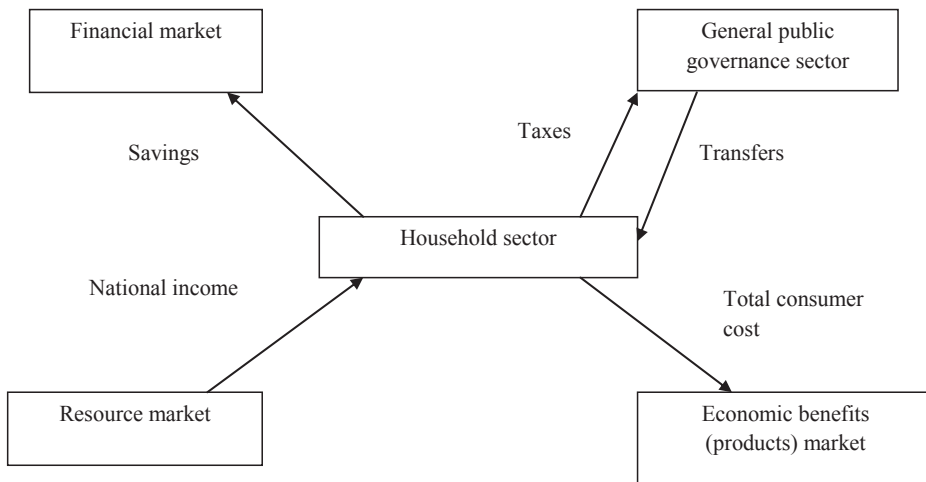 Financial market
General public
governance sector
Savings
Taxes
Transfers
Household sector
National income
Total consumer
cost
Resource market
Economic benefits
(products) market